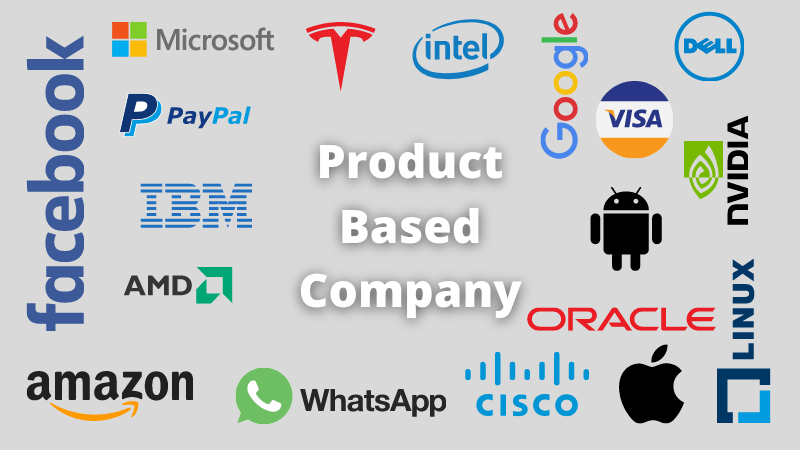 facebook
Microsoft
intel
Google
DELL
PayPal
VISA
NVIDIA
Product
Based
Company
IBM
AMD
ORACLE
LINUX
amazon
WhatsApp
CISCO